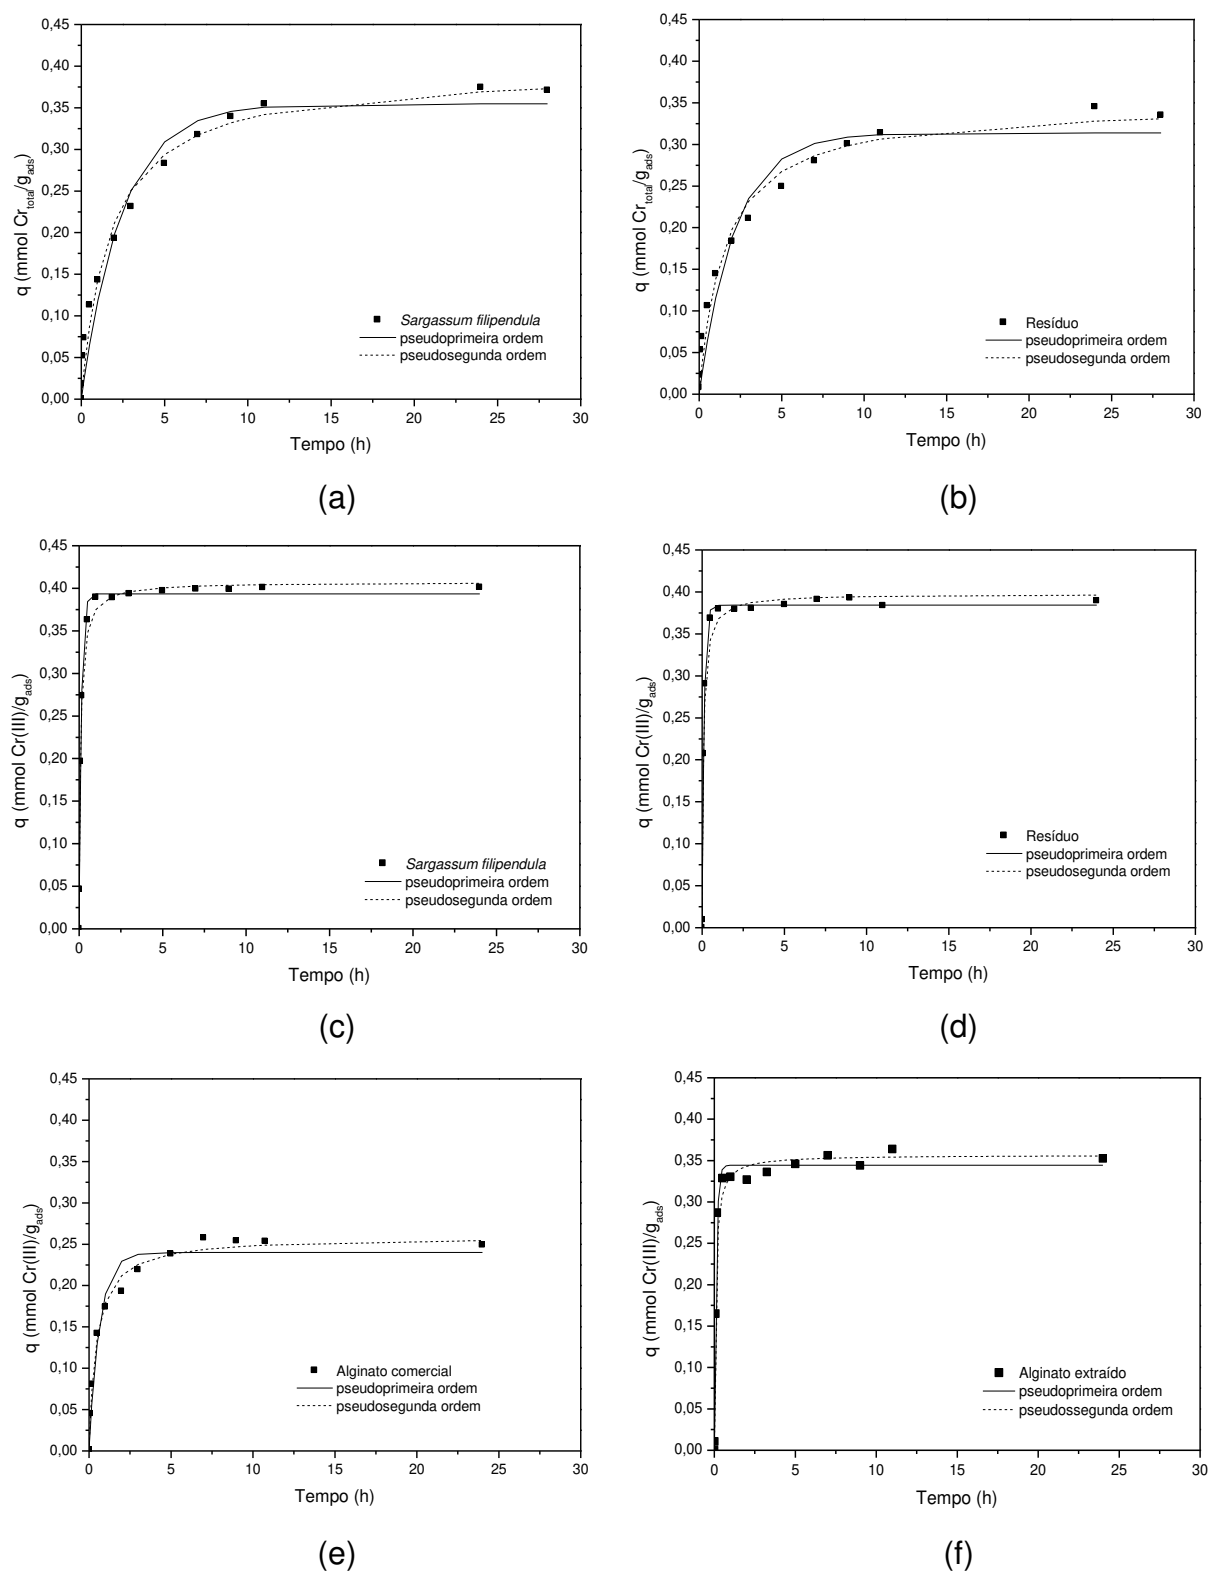 0,45
0,40
0,35
0,30
0,25
0,20
0,15
0,10
0,05
0,00
q (mmol Cr_total/g_ads)
Sargassum filipendula
pseudoprimeira ordem
pseudosegunda ordem
0 5 10 15 20 25 30
Tempo (h)
(a)
0,45
0,40
0,35
0,30
0,25
0,20
0,15
0,10
0,05
0,00
q (mmol Cr_total/g_ads)
Resíduo
pseudoprimeira ordem
pseudosegunda ordem
0 5 10 15 20 25 30
Tempo (h)
(b)
0,45
0,40
0,35
0,30
0,25
0,20
0,15
0,10
0,05
0,00
q (mmol Cr(III)/g_ads)
Sargassum filipendula
pseudoprimeira ordem
pseudosegunda ordem
0 5 10 15 20 25 30
Tempo (h)
(c)
0,45
0,40
0,35
0,30
0,25
0,20
0,15
0,10
0,05
0,00
q (mmol Cr(III)/g_ads)
Resíduo
pseudoprimeira ordem
pseudosegunda ordem
0 5 10 15 20 25 30
Tempo (h)
(d)
0,45
0,40
0,35
0,30
0,25
0,20
0,15
0,10
0,05
0,00
q (mmol Cr(III)/g_ads)
Alginato comercial
pseudoprimeira ordem
pseudosegunda ordem
0 5 10 15 20 25 30
Tempo (h)
(e)
0,45
0,40
0,35
0,30
0,25
0,20
0,15
0,10
0,05
0,00
q (mmol Cr(III)/g_ads)
Alginato extraído
pseudoprimeira ordem
pseudossegunda ordem
0 5 10 15 20 25 30
Tempo (h)
(f)